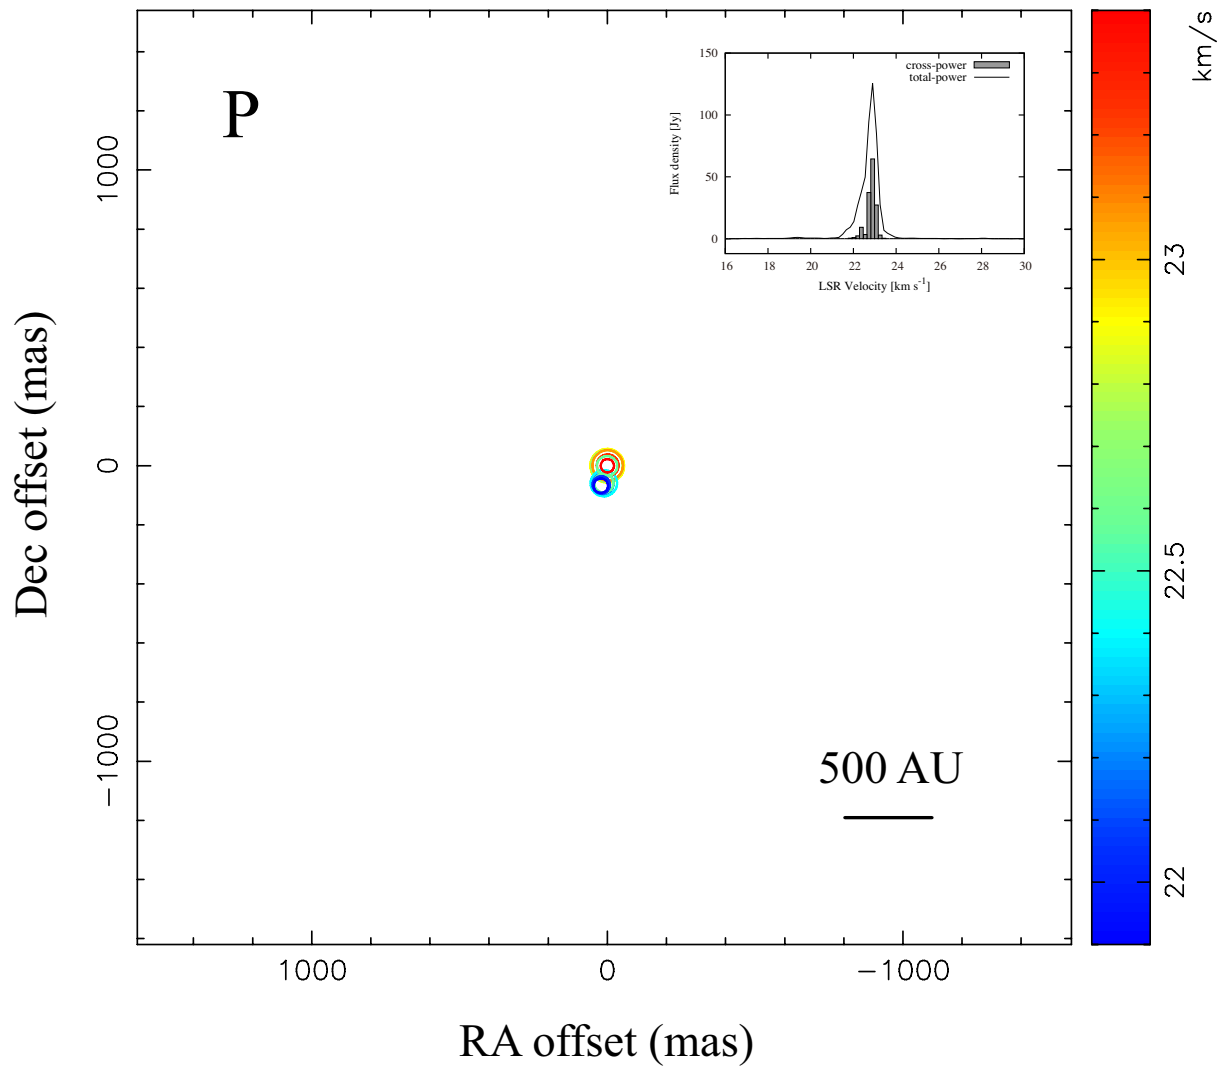 km/s
P
150
100
50
0
cross-power
total-power
Flux density [Jy]
16 18 20 22 24 26 28 30
LSR Velocity [km s-1]
1000
0
−1000
Dec offset (mas)
23
22.5
22
500 AU
1000 0 −1000
RA offset (mas)